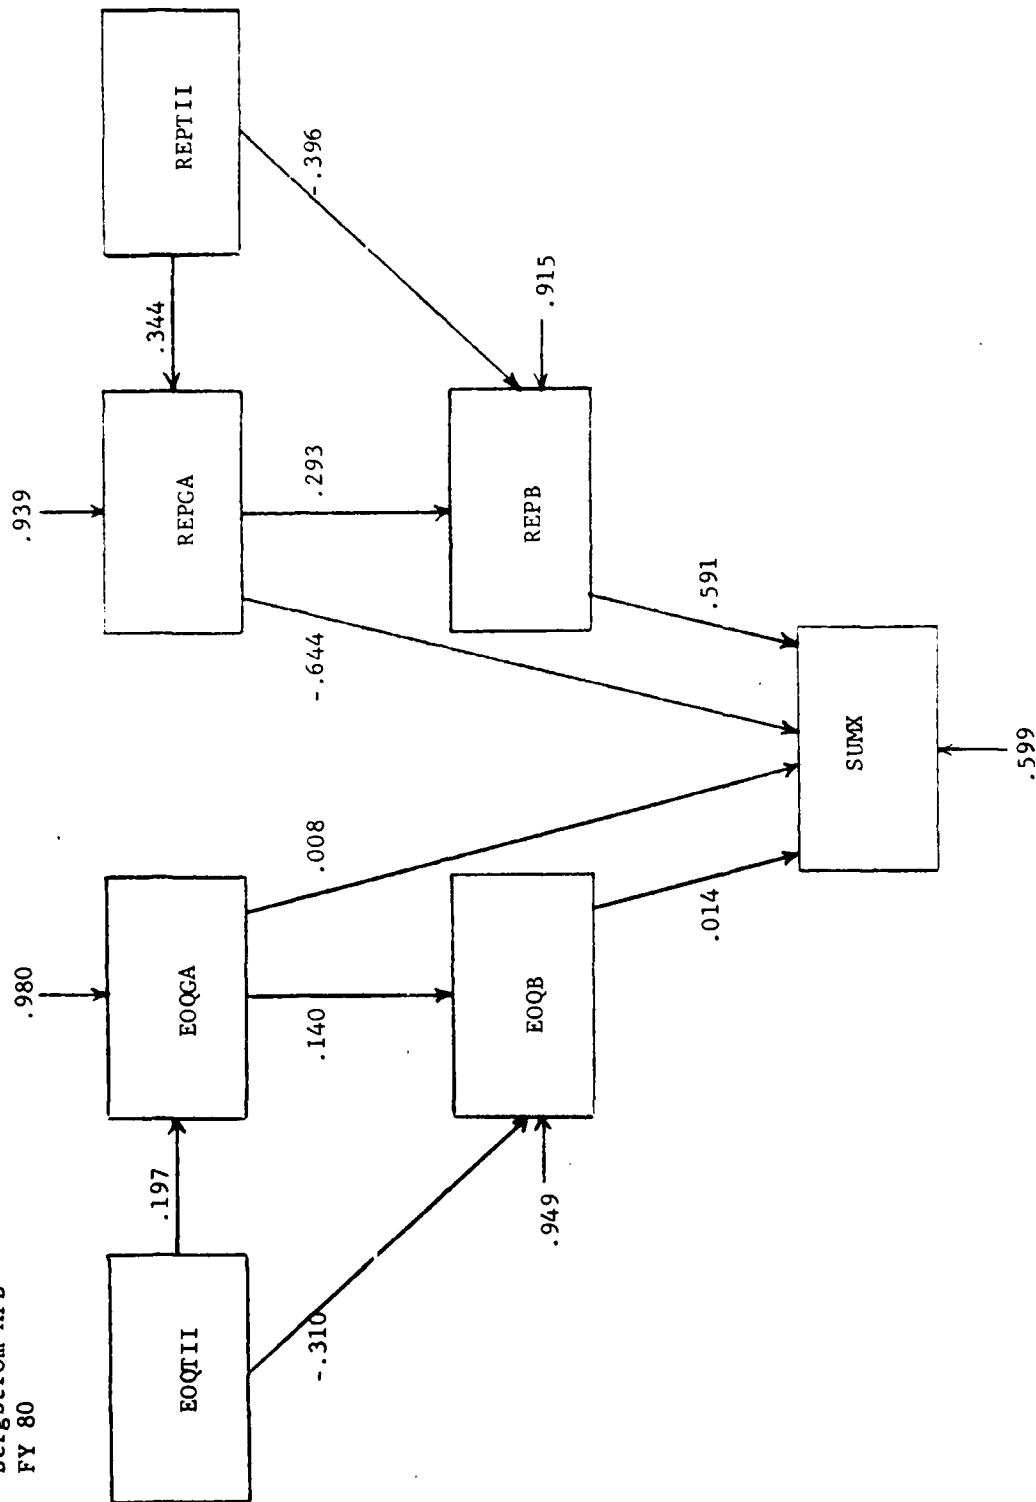 Bergstrom AFB
FY 80
.980
.939
.197
.344
EOQTII
EOQGA
REPGA
REPTII
-.310
.140
.008
-.644
.293
-.396
.949
EOQB
REPB
.915
.014
.591
SUMX
.599